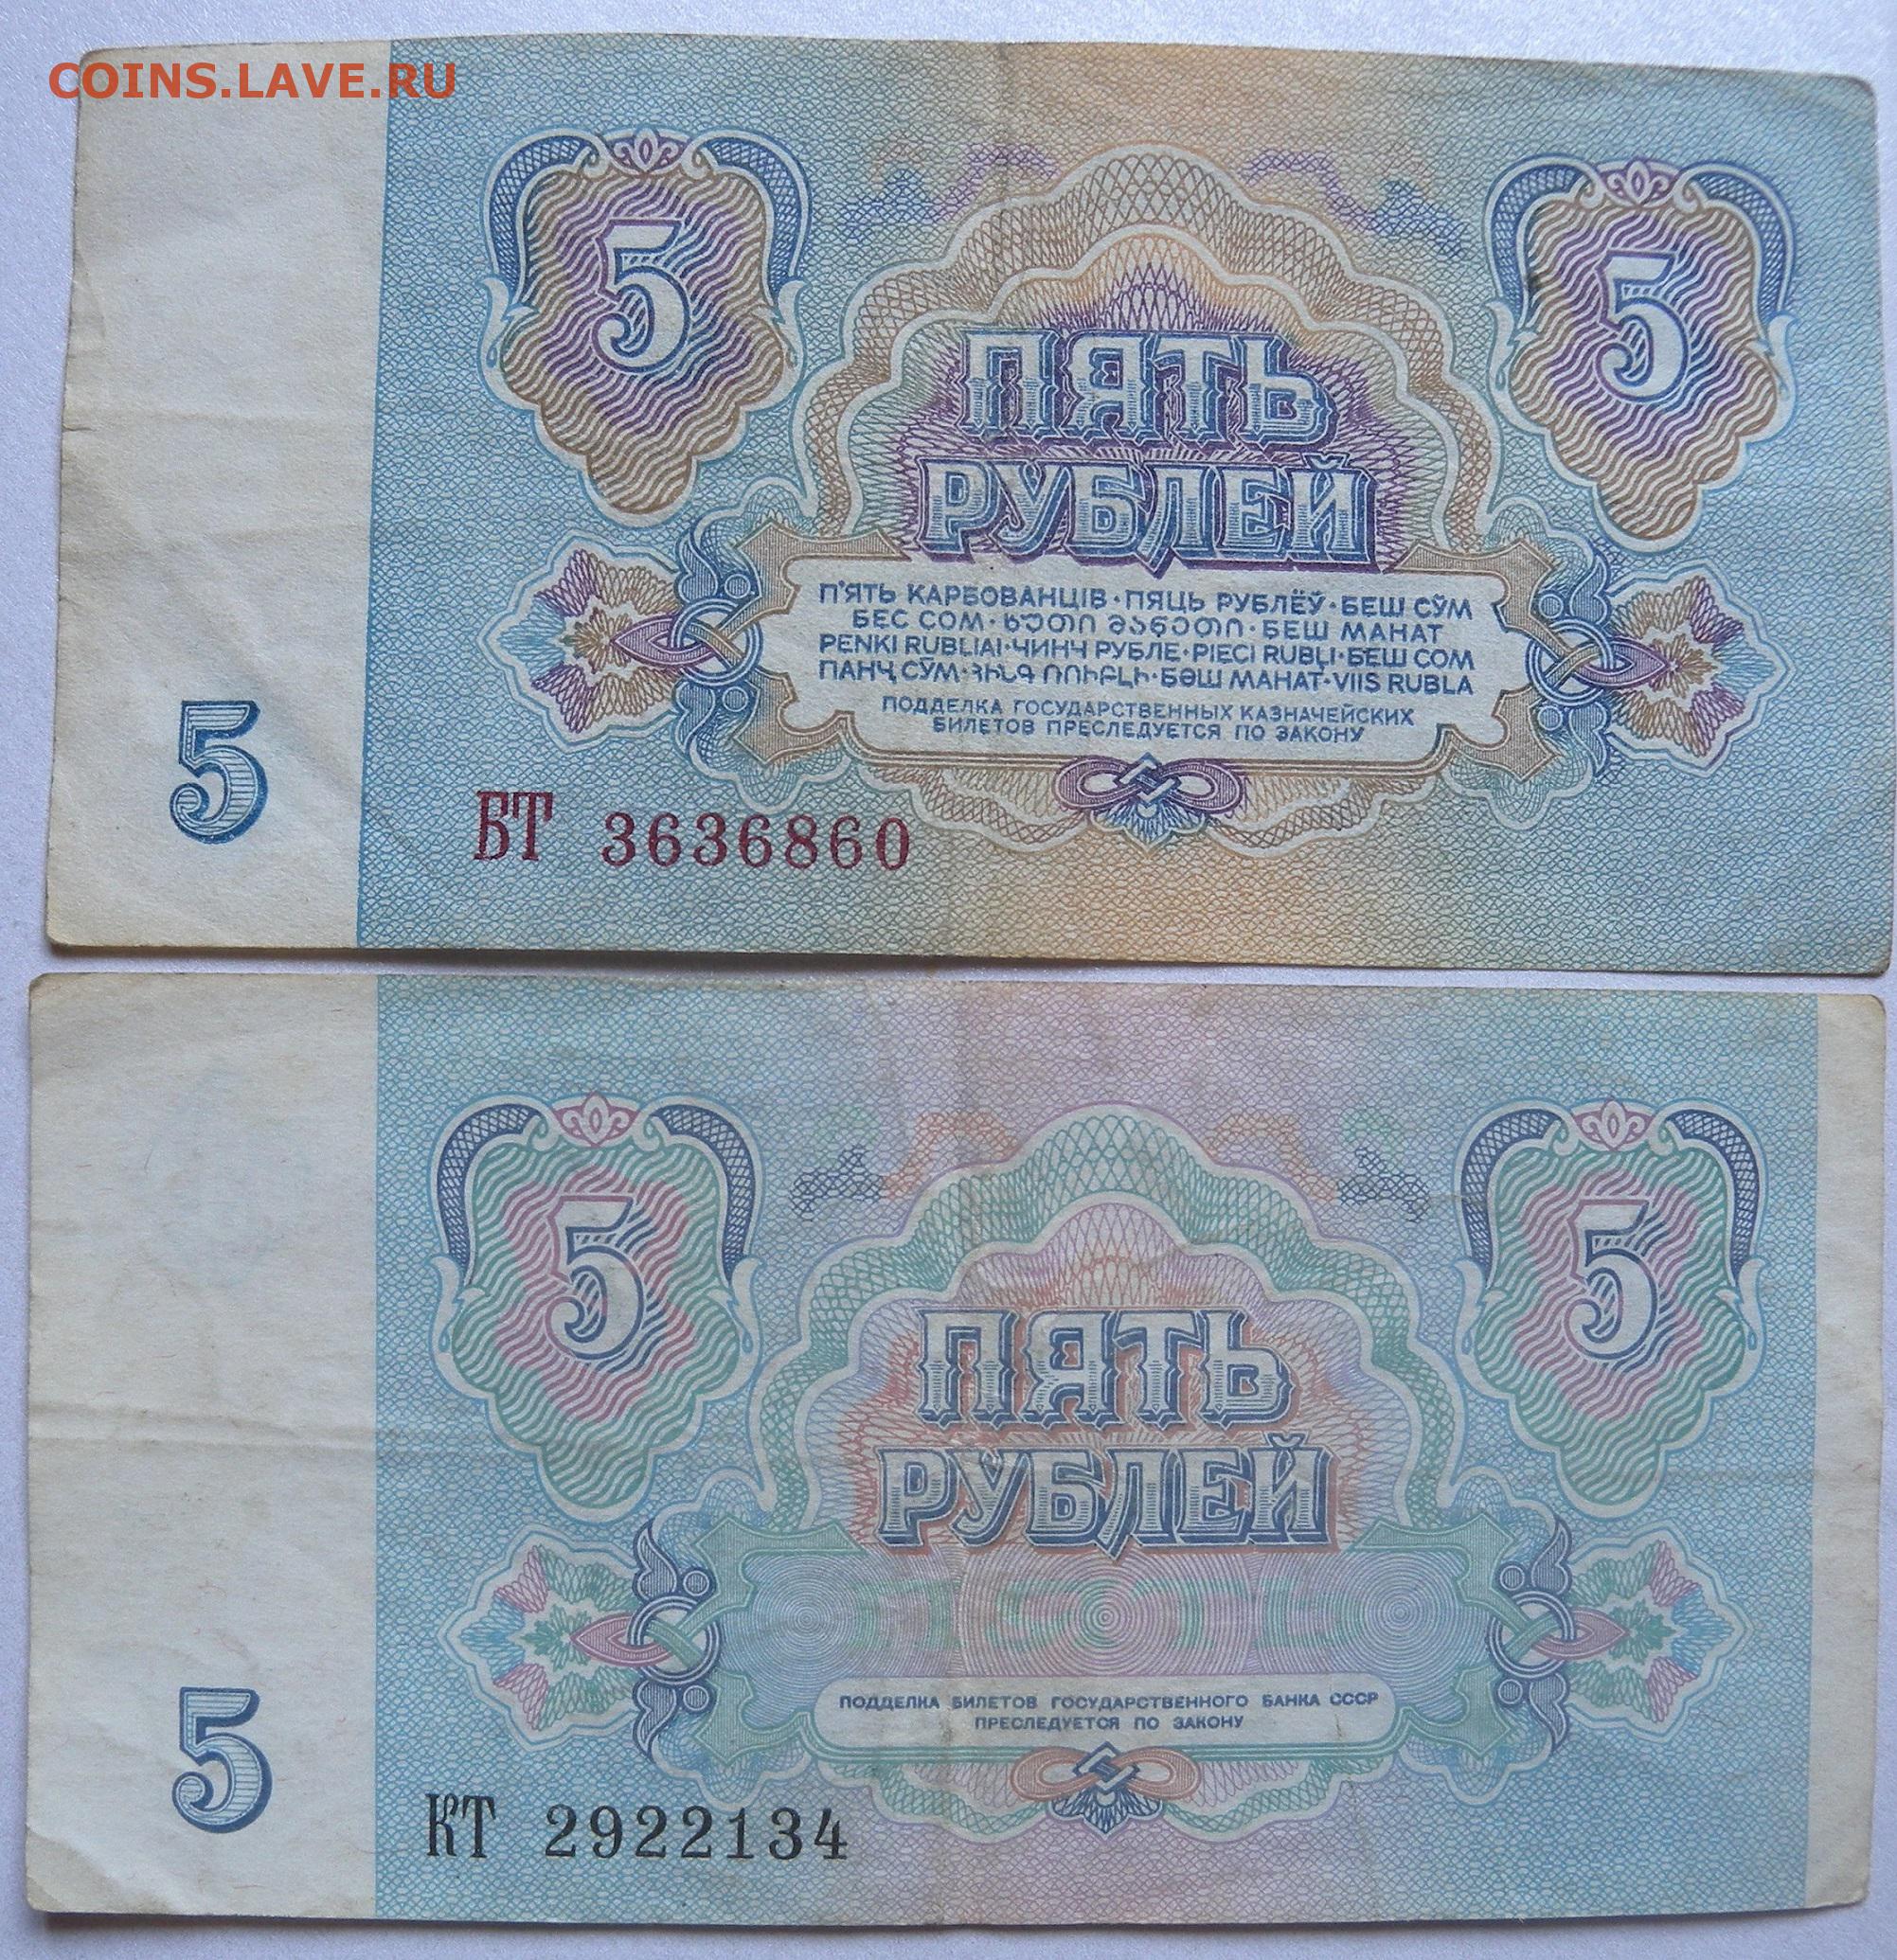 COINS.LAVE.RU
5
5
ПЯТЬ
РУБЛЕЙ
П'ЯТЬ КАРБОВАНЦІВ · ПЯЦЬ РУБЛЁЎ · БЕШ СЎМ
БЕС СОМ · ᲮᲣᲗᲘ ᲛᲐᲜᲔᲗᲘ · БЕШ МАНАТ
PENKI RUBLIAI · ЧИНЧ РУБЛЕ · PIECI RUBĻI · БЕШ СОМ
ПАНҶ СЎМ · ՀԻՆԳ ՌՈՒԲԼԻ · БӨШ МАНАТ · VIIS RUBLA
ПОДДЕЛКА ГОСУДАРСТВЕННЫХ КАЗНАЧЕЙСКИХ
БИЛЕТОВ ПРЕСЛЕДУЕТСЯ ПО ЗАКОНУ
5
БТ 3636860
5
5
ПЯТЬ
РУБЛЕЙ
ПЯТЬ
ПОДДЕЛКА БИЛЕТОВ ГОСУДАРСТВЕННОГО БАНКА СССР
ПРЕСЛЕДУЕТСЯ ПО ЗАКОНУ
5
КТ 2922134